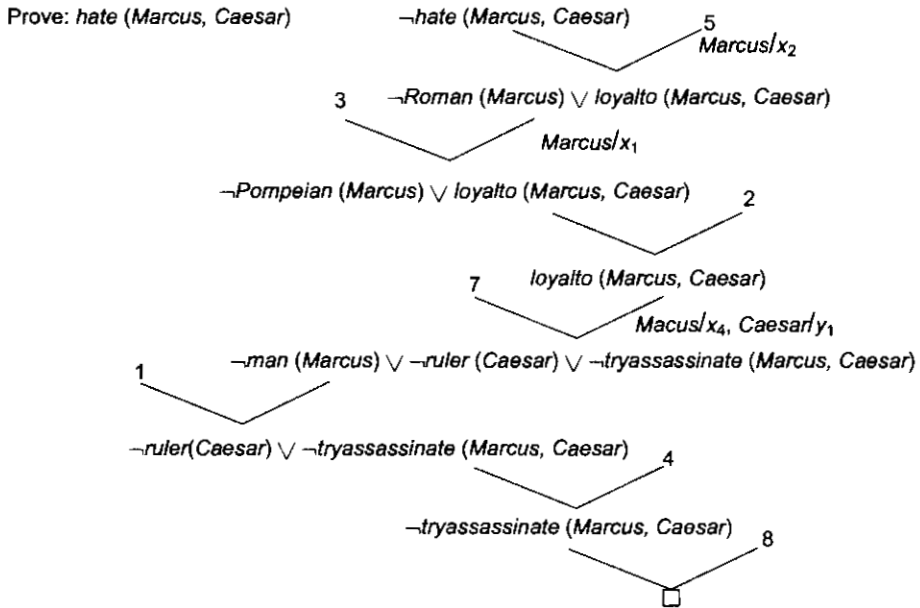 Prove: hate (Marcus, Caesar) ¬hate (Marcus, Caesar) 5
Marcus/x₂
3 ¬Roman (Marcus) ∨ loyalto (Marcus, Caesar)
Marcus/x₁
¬Pompeian (Marcus) ∨ loyalto (Marcus, Caesar) 2
7 loyalto (Marcus, Caesar)
Macus/x₄, Caesar/y₁
1 ¬man (Marcus) ∨ ¬ruler (Caesar) ∨ ¬tryassassinate (Marcus, Caesar)
¬ruler(Caesar) ∨ ¬tryassassinate (Marcus, Caesar) 4
¬tryassassinate (Marcus, Caesar) 8